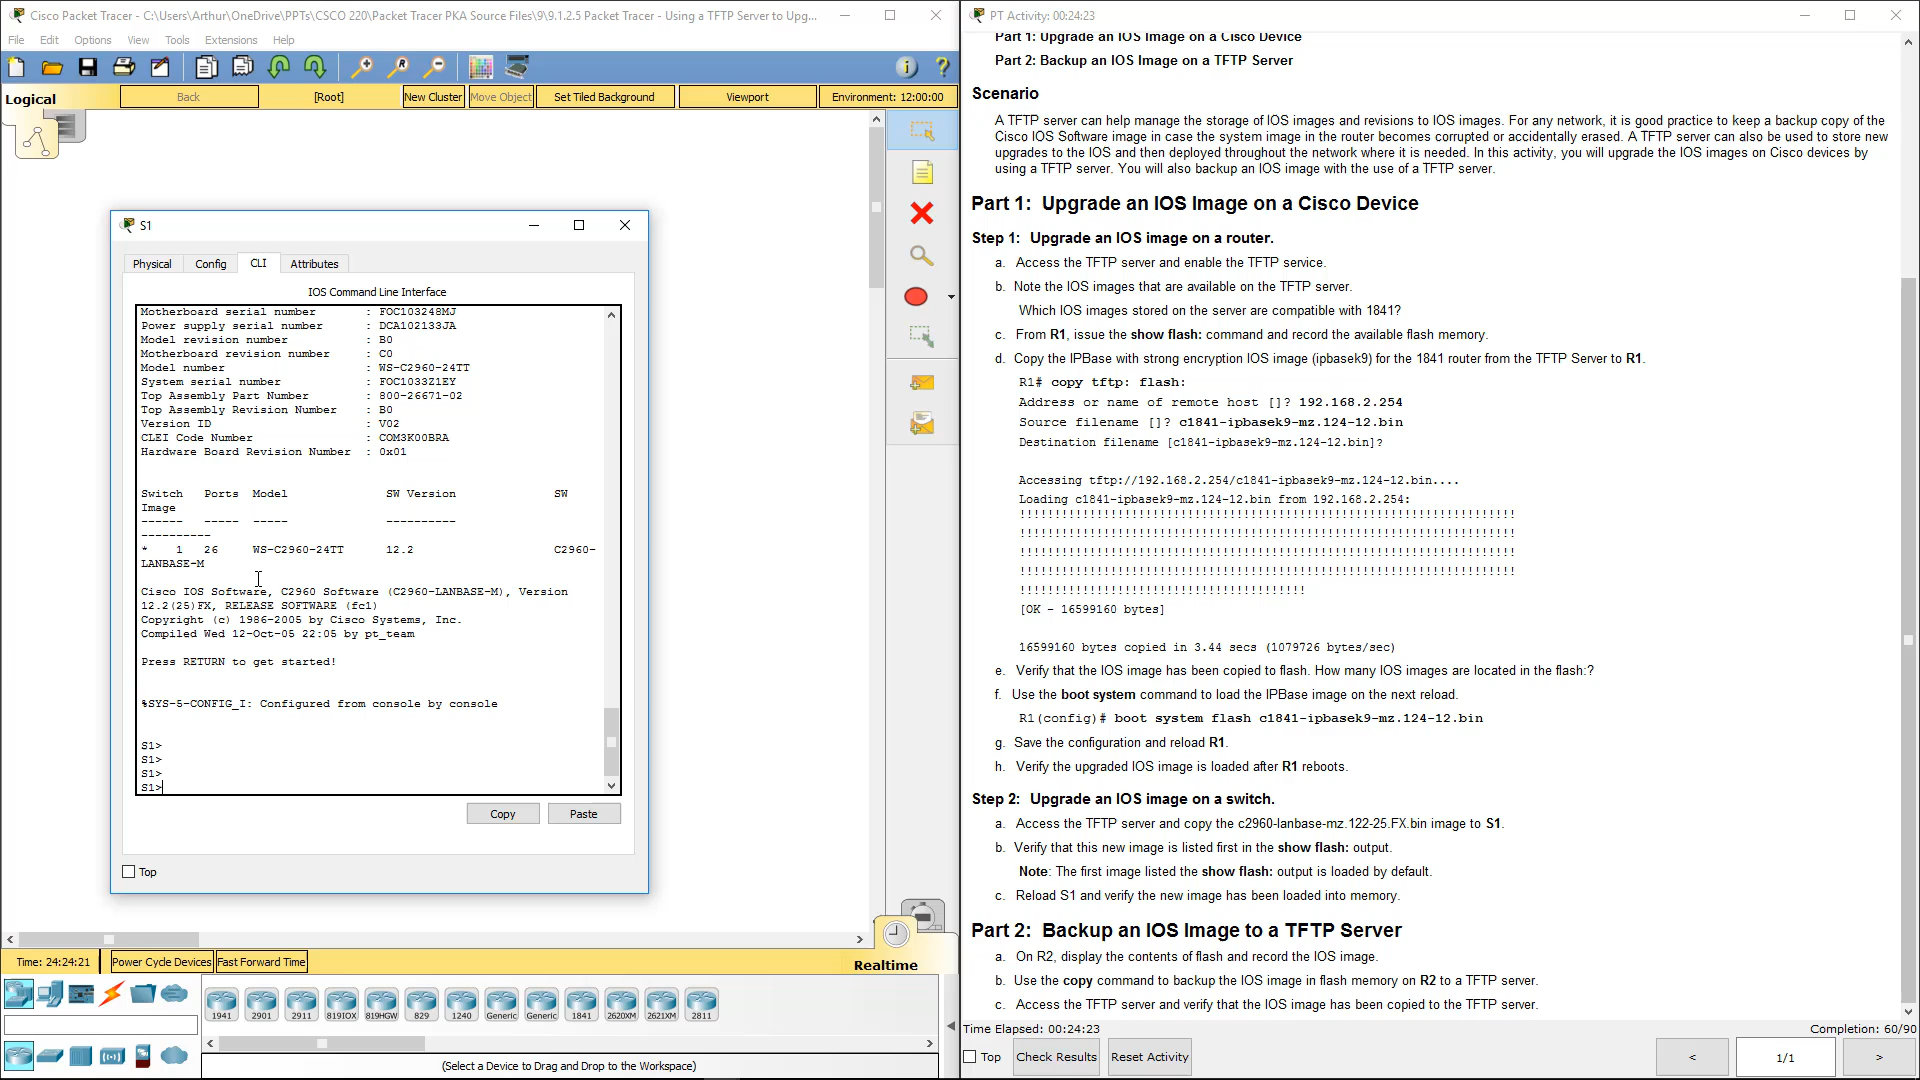 Cisco Packet Tracer - C:\Users\Arthur\OneDrive\PPTs\CSCO 220\Packet Tracer PKA Source Files\9\9.1.2.5 Packet Tracer - Using a TFTP Server to Upg...
File Edit Options View Tools Extensions Help
Logical
Back
[Root]
New Cluster
Move Object
Set Tiled Background
Viewport
Environment: 12:00:00
S1
Physical Config CLI Attributes
IOS Command Line Interface
Motherboard serial number : FOC103248MJ
Power supply serial number : DCA102133JA
Model revision number : B0
Motherboard revision number : C0
Model number : WS-C2960-24TT
System serial number : FOC1033Z1EY
Top Assembly Part Number : 800-26671-02
Top Assembly Revision Number : B0
Version ID : V02
CLEI Code Number : COM3K00BRA
Hardware Board Revision Number : 0x01
Switch Ports Model SW Version SW
Image
------ ----- ----- ----------
----------
* 1 26 WS-C2960-24TT 12.2 C2960-
LANBASE-M
Cisco IOS Software, C2960 Software (C2960-LANBASE-M), Version
12.2(25)FX, RELEASE SOFTWARE (fc1)
Copyright (c) 1986-2005 by Cisco Systems, Inc.
Compiled Wed 12-Oct-05 22:05 by pt_team
Press RETURN to get started!
%SYS-5-CONFIG_I: Configured from console by console
S1>
S1>
S1>
S1>
Copy
Paste
Top
Time: 24:24:21
Power Cycle Devices
Fast Forward Time
Realtime
1941 2901 2911 819IOX 819HGW 829 1240 Generic Generic 1841 2620XM 2621XM 2811
(Select a Device to Drag and Drop to the Workspace)
PT Activity: 00:24:23
Part 1: Upgrade an IOS Image on a Cisco Device
Part 2: Backup an IOS Image on a TFTP Server
Scenario
A TFTP server can help manage the storage of IOS images and revisions to IOS images. For any network, it is good practice to keep a backup copy of the
Cisco IOS Software image in case the system image in the router becomes corrupted or accidentally erased. A TFTP server can also be used to store new
upgrades to the IOS and then deployed throughout the network where it is needed. In this activity, you will upgrade the IOS images on Cisco devices by
using a TFTP server. You will also backup an IOS image with the use of a TFTP server.
Part 1: Upgrade an IOS Image on a Cisco Device
Step 1: Upgrade an IOS image on a router.
a. Access the TFTP server and enable the TFTP service.
b. Note the IOS images that are available on the TFTP server.
Which IOS images stored on the server are compatible with 1841?
c. From R1, issue the show flash: command and record the available flash memory.
d. Copy the IPBase with strong encryption IOS image (ipbasek9) for the 1841 router from the TFTP Server to R1.
R1# copy tftp: flash:
Address or name of remote host []? 192.168.2.254
Source filename []? c1841-ipbasek9-mz.124-12.bin
Destination filename [c1841-ipbasek9-mz.124-12.bin]?
Accessing tftp://192.168.2.254/c1841-ipbasek9-mz.124-12.bin....
Loading c1841-ipbasek9-mz.124-12.bin from 192.168.2.254:
!!!!!!!!!!!!!!!!!!!!!!!!!!!!!!!!!!!!!!!!!!!!!!!!!!!!!!!!!!!!!!!!!
!!!!!!!!!!!!!!!!!!!!!!!!!!!!!!!!!!!!!!!!!!!!!!!!!!!!!!!!!!!!!!!!!
!!!!!!!!!!!!!!!!!!!!!!!!!!!!!!!!!!!!!!!!!!!!!!!!!!!!!!!!!!!!!!!!!
!!!!!!!!!!!!!!!!!!!!!!!!!!!!!!!!!!!!!!!!!!!!!!!!!!!!!!!!!!!!!!!!!
!!!!!!!!!!!!!!!!!!!!!!!!!!!!!!!!!!!!!!
[OK - 16599160 bytes]
16599160 bytes copied in 3.44 secs (1079726 bytes/sec)
e. Verify that the IOS image has been copied to flash. How many IOS images are located in the flash:?
f. Use the boot system command to load the IPBase image on the next reload.
R1(config)# boot system flash c1841-ipbasek9-mz.124-12.bin
g. Save the configuration and reload R1.
h. Verify the upgraded IOS image is loaded after R1 reboots.
Step 2: Upgrade an IOS image on a switch.
a. Access the TFTP server and copy the c2960-lanbase-mz.122-25.FX.bin image to S1.
b. Verify that this new image is listed first in the show flash: output.
Note: The first image listed the show flash: output is loaded by default.
c. Reload S1 and verify the new image has been loaded into memory.
Part 2: Backup an IOS Image to a TFTP Server
a. On R2, display the contents of flash and record the IOS image.
b. Use the copy command to backup the IOS image in flash memory on R2 to a TFTP server.
c. Access the TFTP server and verify that the IOS image has been copied to the TFTP server.
Time Elapsed: 00:24:23
Completion: 60/90
Top
Check Results
Reset Activity
<
1/1
>